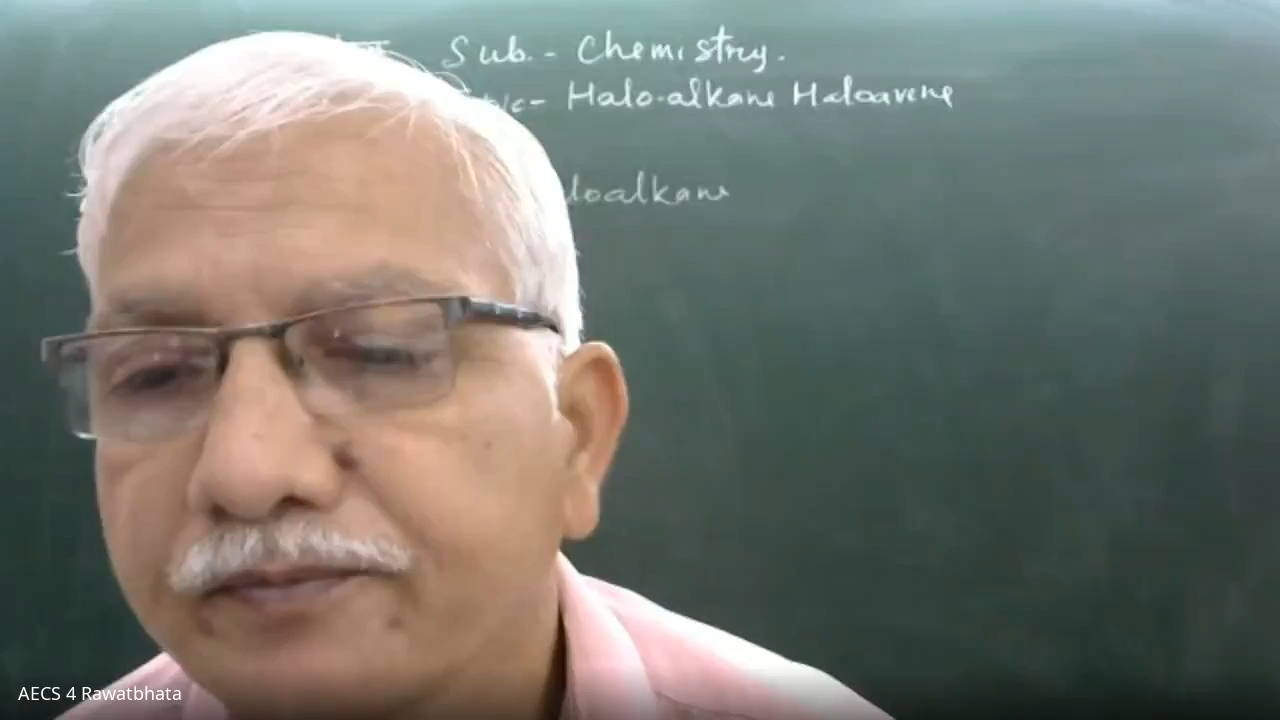 Sub. - Chemistry.
- Halo-alkane Haloarene
loalkane
AECS 4 Rawatbhata